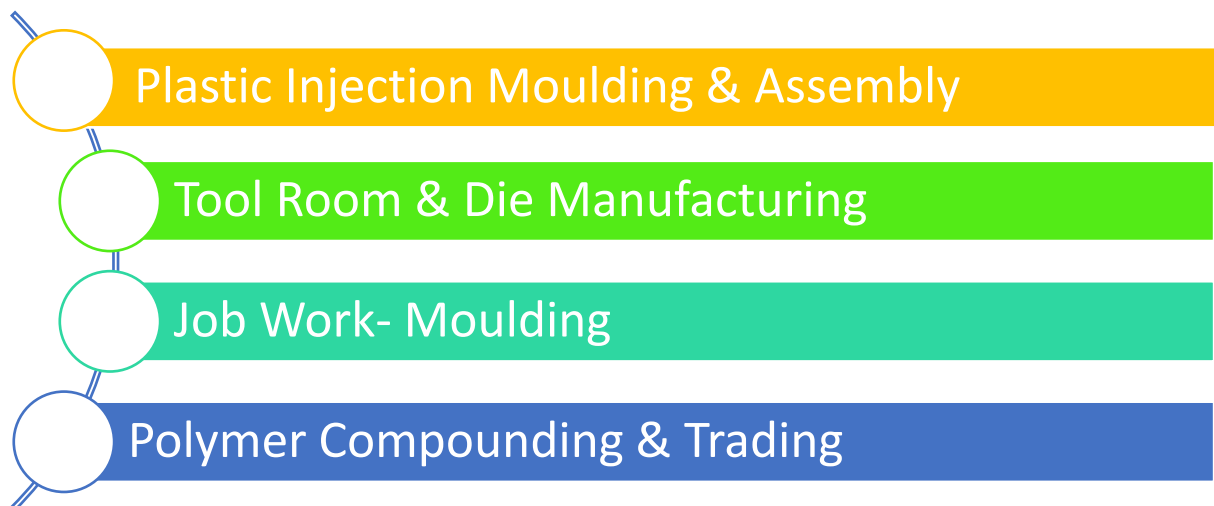 Plastic Injection Moulding & Assembly
Tool Room & Die Manufacturing
Job Work- Moulding
Polymer Compounding & Trading